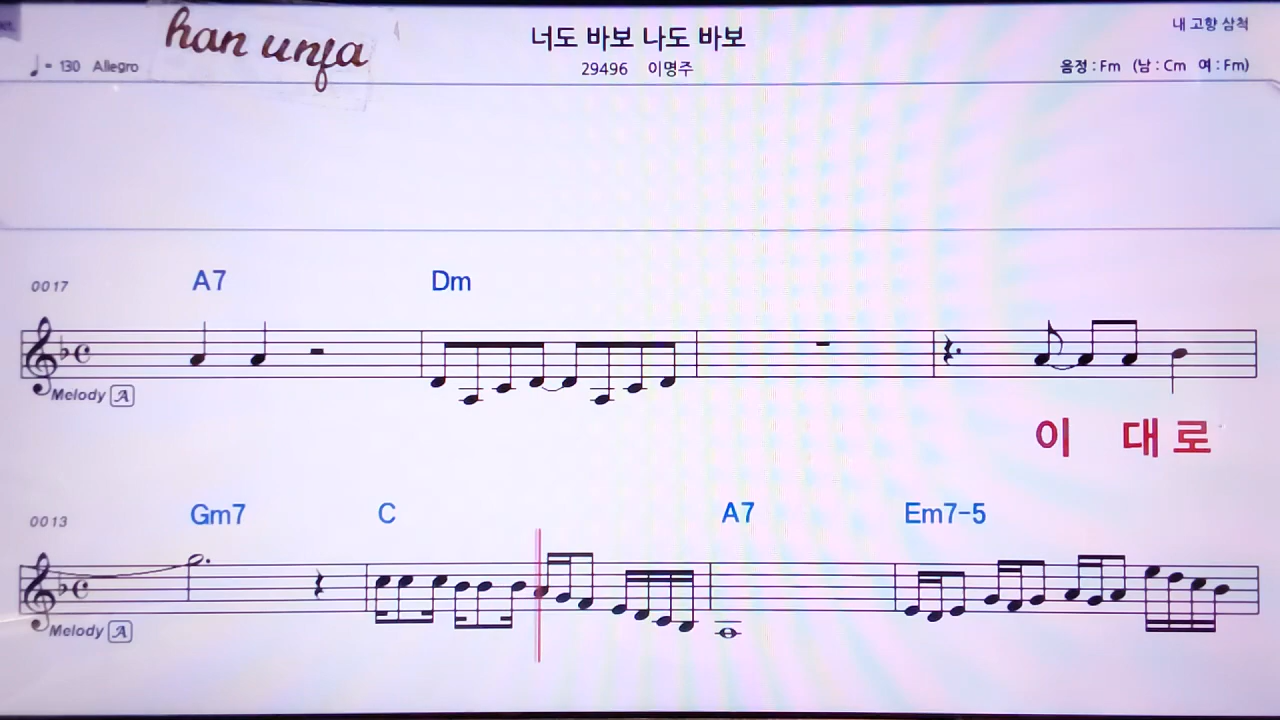 han unfa
너도 바보 나도 바보
내 고향 삼척
♩= 130 Allegro
29496 이명주
음정 : Fm (남 : Cm 여 : Fm)
0017 A7 Dm
Melody A
이 대로
0013 Gm7 C A7 Em7-5
Melody A